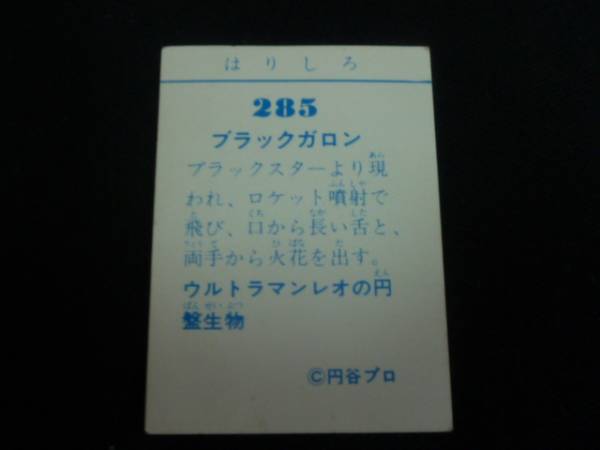 はりしろ
285
ブラックガロン
ブラックスターより現
われ、ロケット噴射で
飛び、口から長い舌と、
両手から火花を出す。
ウルトラマンレオの円
盤生物
©円谷プロ